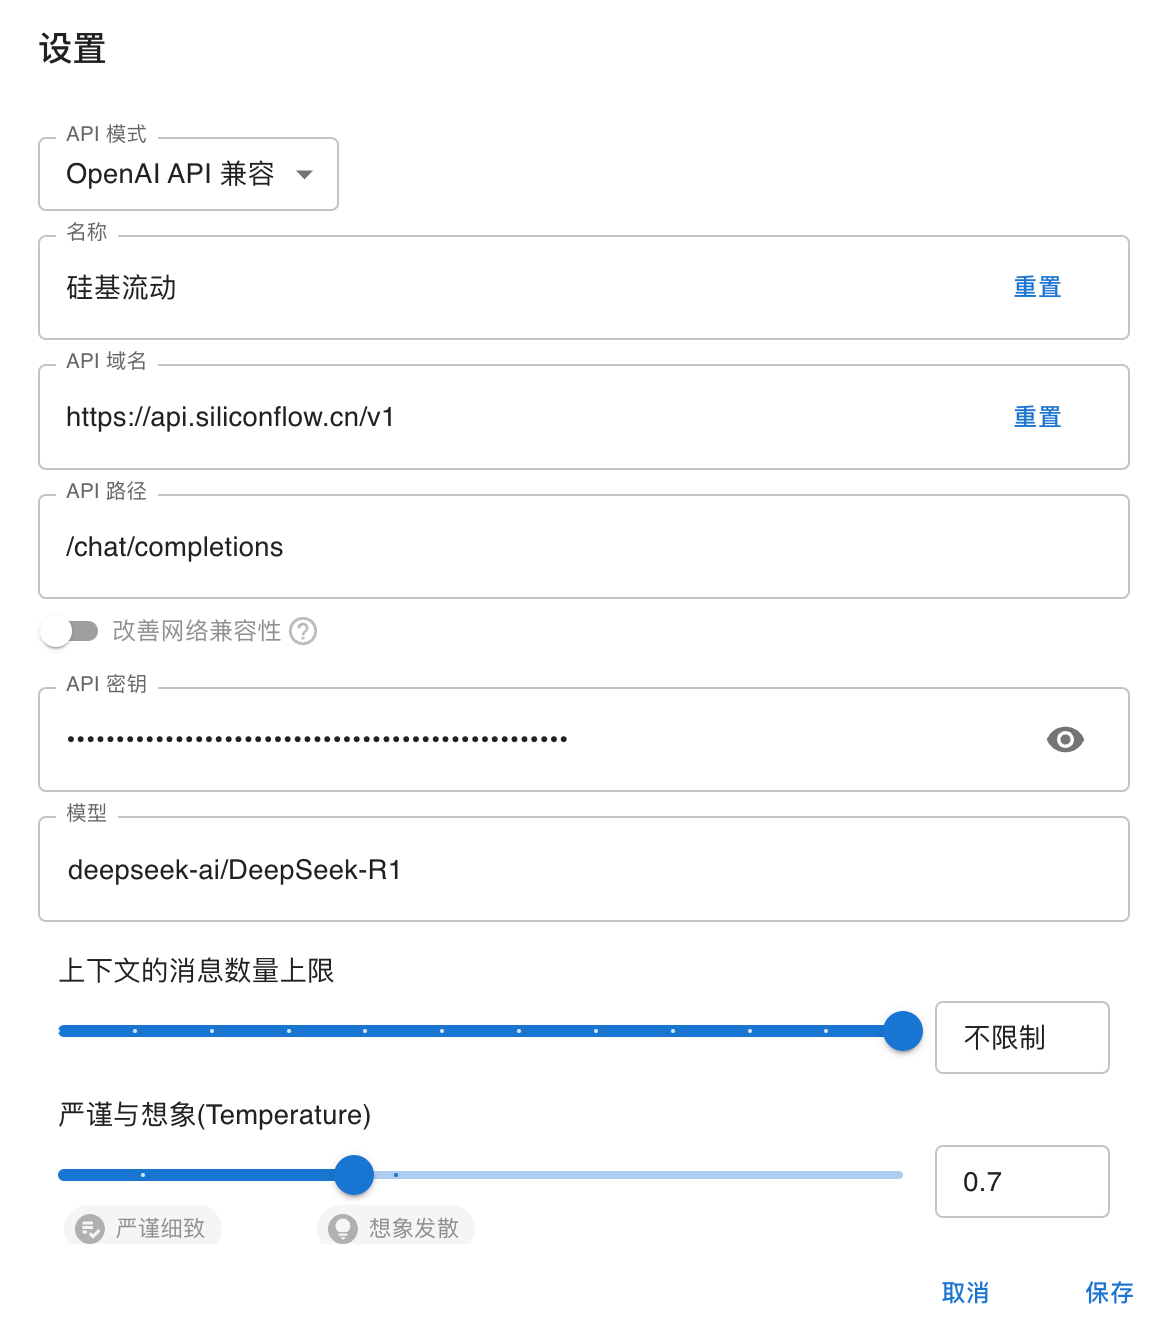 设置
API 模式
OpenAI API 兼容
名称
硅基流动 重置
API 域名
https://api.siliconflow.cn/v1 重置
API 路径
/chat/completions
改善网络兼容性 ?
API 密钥
••••••••••••••••••••••••••••••••••••••••••••••••••• 
模型
deepseek-ai/DeepSeek-R1
上下文的消息数量上限
不限制
严谨与想象(Temperature)
0.7
严谨细致 想象发散
取消 保存